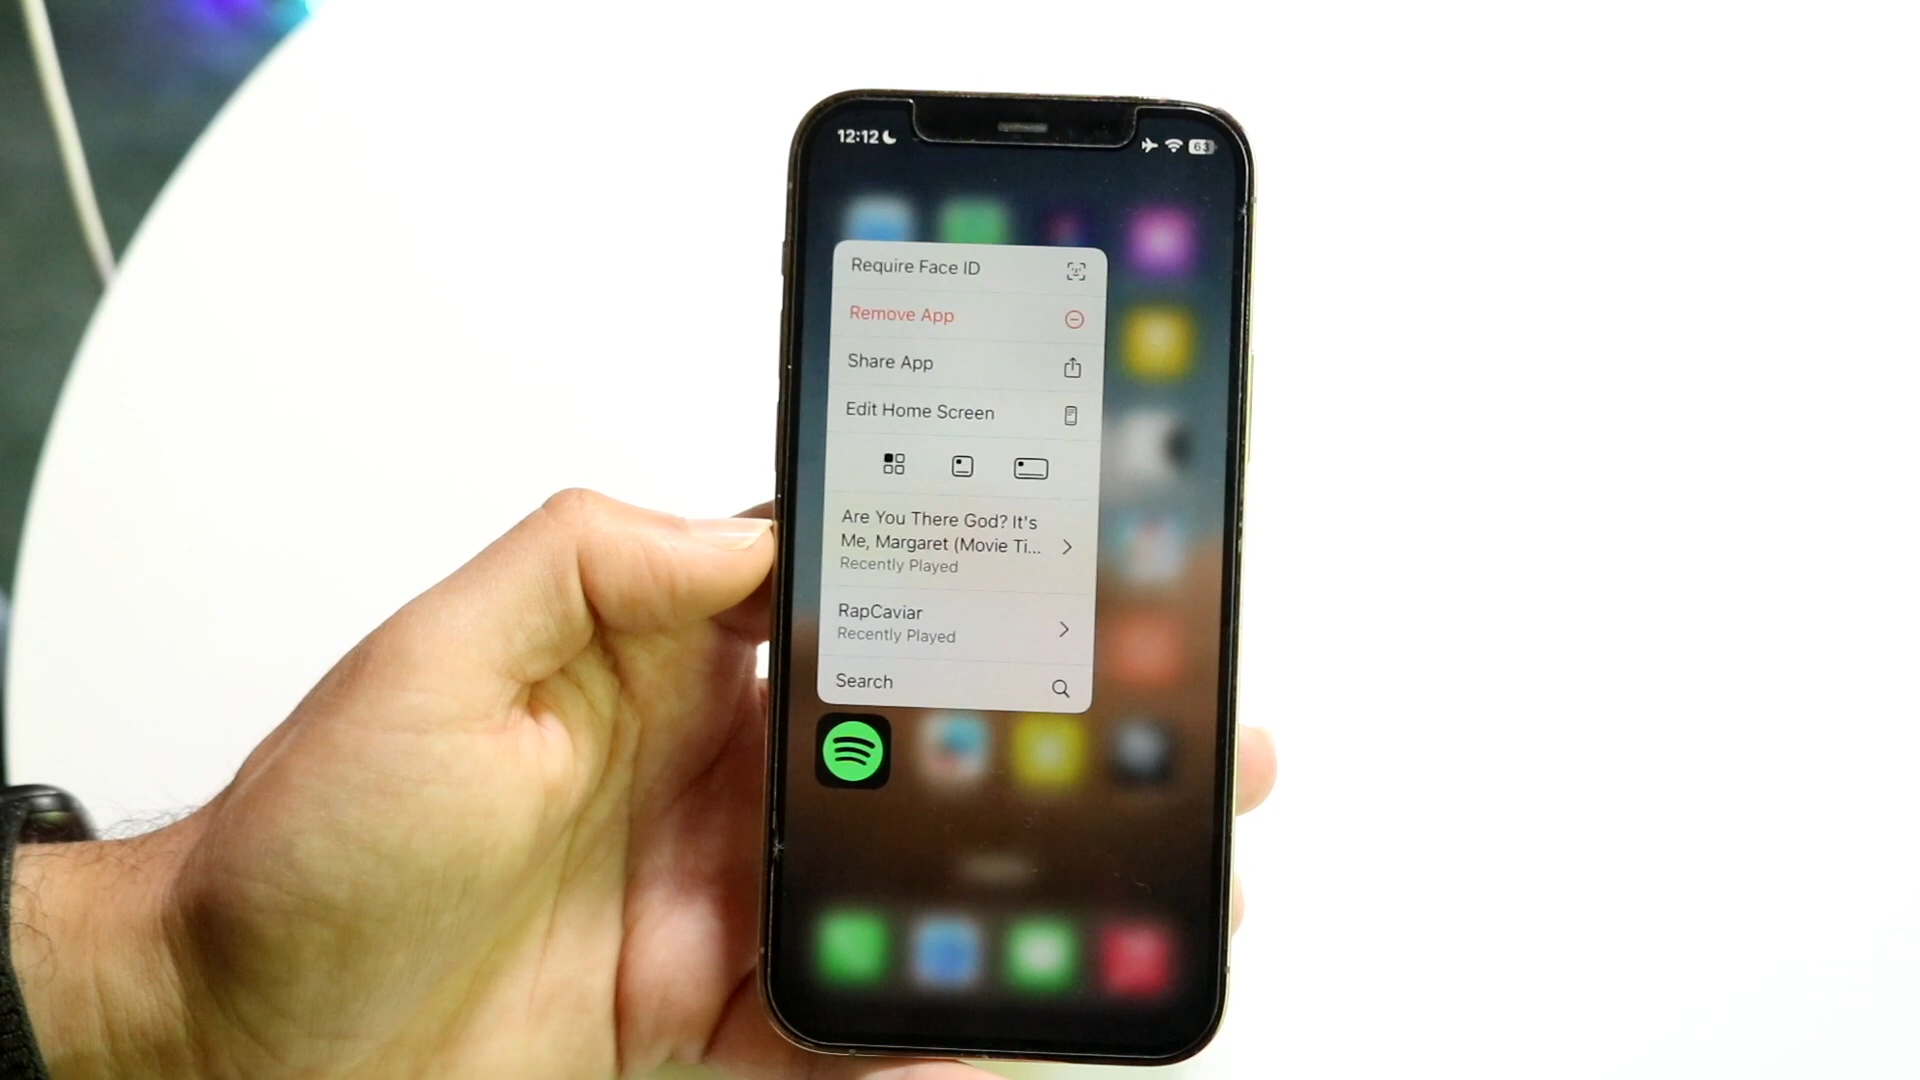 12:12
63
Require Face ID
Remove App
Share App
Edit Home Screen
Are You There God? It's
Me, Margaret (Movie Ti...
Recently Played
RapCaviar
Recently Played
Search